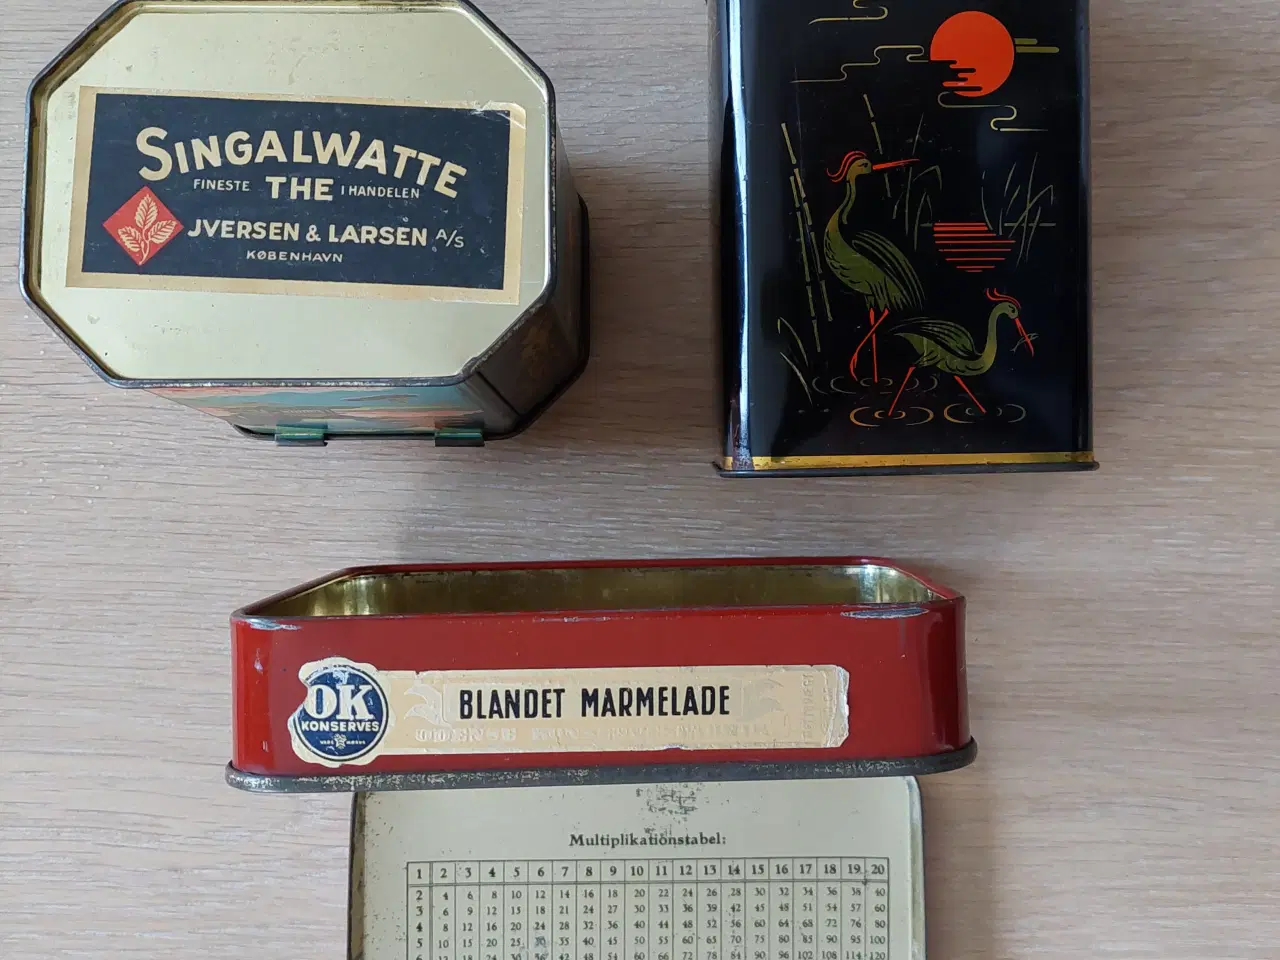 SINGALWATTE
FINESTE THE I HANDELEN
JVERSEN & LARSEN A/S
KØBENHAVN
OK
KONSERVES
BLANDET MARMELADE
Multiplikationstabel:
1 2 3 4 5 6 7 8 9 10 11 12 13 14 15 16 17 18 19 20
2 4 6 8 10 12 14 16 18 20 22 24 26 28 30 32 34 36 38 40
3 6 9 12 15 18 21 24 27 30 33 36 39 42 45 48 51 54 57 60
4 8 12 16 20 24 28 32 36 40 44 48 52 56 60 64 68 72 76 80
5 10 15 20 25 30 35 40 45 50 55 60 65 70 75 80 85 90 95 100